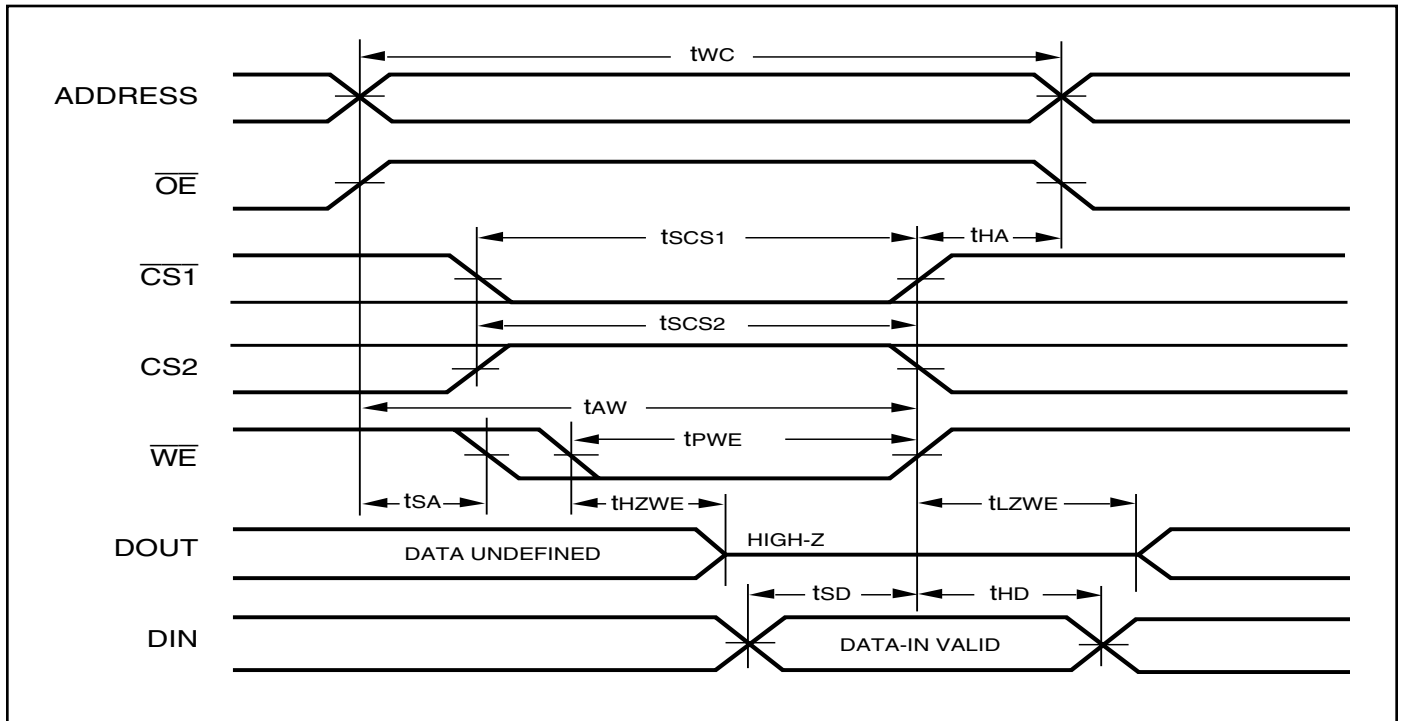 tWC
ADDRESS
OE
tSCS1
tHA
CS1
tSCS2
CS2
tAW
tPWE
WE
tSA
tHZWE
tLZWE
DOUT
DATA UNDEFINED
HIGH-Z
tSD
tHD
DIN
DATA-IN VALID